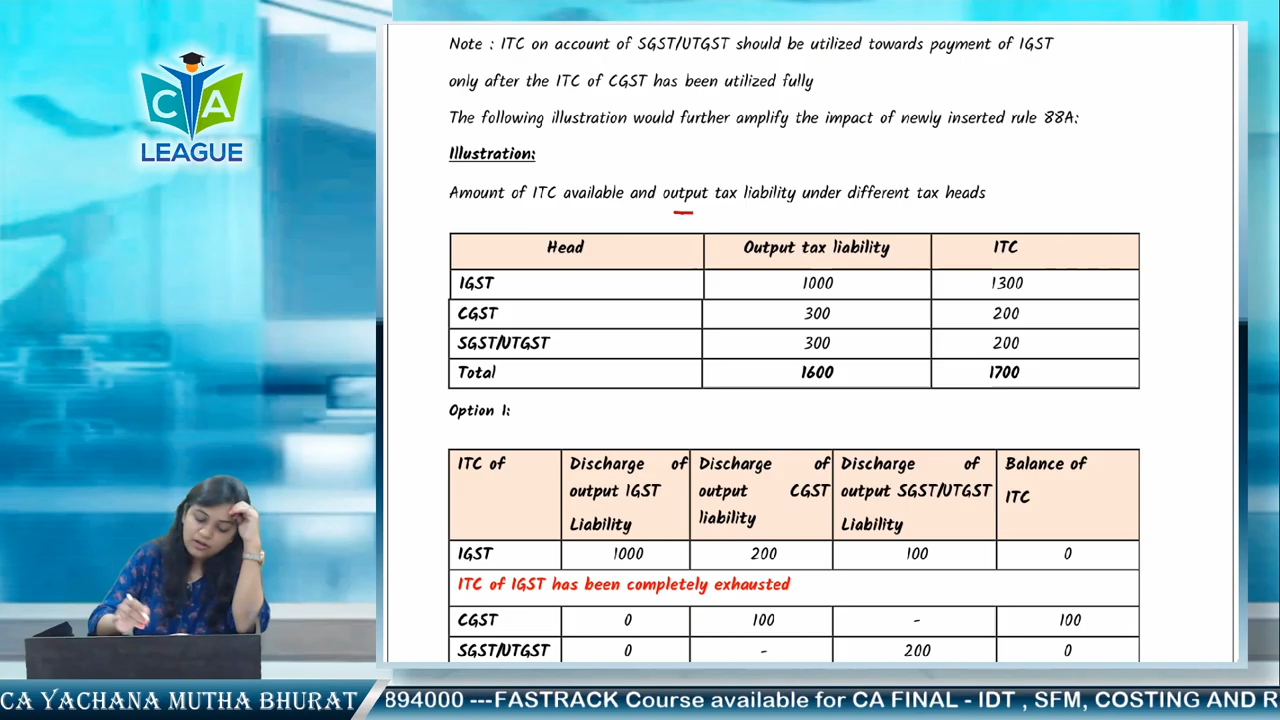 CA
LEAGUE
Note : ITC on account of SGST/UTGST should be utilized towards payment of IGST
only after the ITC of CGST has been utilized fully
The following illustration would further amplify the impact of newly inserted rule 88A:
Illustration:
Amount of ITC available and output tax liability under different tax heads
Head Output tax liability ITC
IGST 1000 1300
CGST 300 200
SGST/UTGST 300 200
Total 1600 1700
Option 1:
ITC of Discharge of output IGST Liability Discharge of output CGST liability Discharge of output SGST/UTGST Liability Balance of ITC
IGST 1000 200 100 0
ITC of IGST has been completely exhausted
CGST 0 100 - 100
SGST/UTGST 0 - 200 0
CA YACHANA MUTHA BHURAT
894000 ---FASTRACK Course available for CA FINAL - IDT , SFM, COSTING AND R